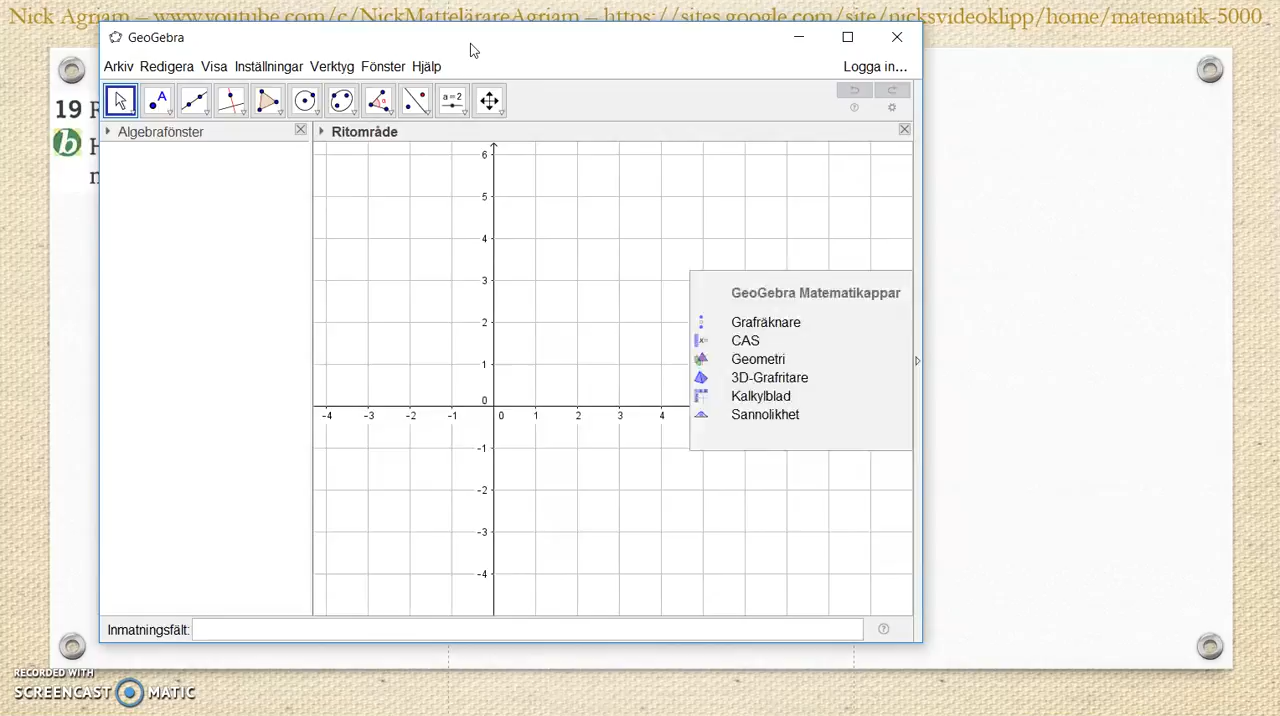 Nick Agriam – www.youtube.com/c/NickMattelärareAgriam – https://sites.google.com/site/nicksvideoklipp/home/matematik-5000
GeoGebra
Arkiv Redigera Visa Inställningar Verktyg Fönster Hjälp Logga in...
19
b
A
α
a=2
Algebrafönster
Ritområde
6
5
4
3
2
1
0
-4 -3 -2 -1 0 1 2 3 4
-1
-2
-3
-4
GeoGebra Matematikappar
Grafräknare
x= CAS
Geometri
3D-Grafritare
Kalkylblad
Sannolikhet
Inmatningsfält:
RECORDED WITH
SCREENCAST MATIC